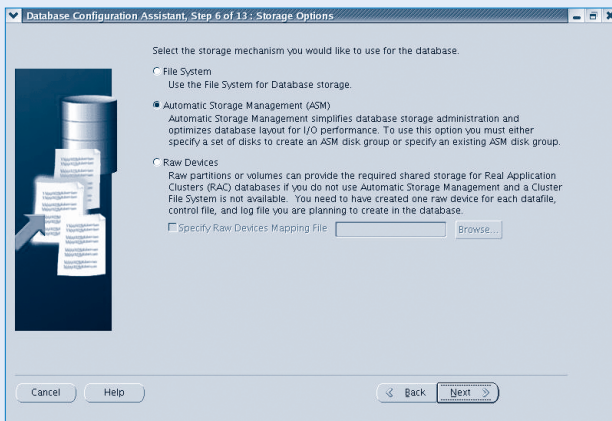 Database Configuration Assistant, Step 6 of 13 : Storage Options
Select the storage mechanism you would like to use for the database.
File System
Use the File System for Database storage.
Automatic Storage Management (ASM)
Automatic Storage Management simplifies database storage administration and
optimizes database layout for I/O performance. To use this option you must either
specify a set of disks to create an ASM disk group or specify an existing ASM disk group.
Raw Devices
Raw partitions or volumes can provide the required shared storage for Real Application
Clusters (RAC) databases if you do not use Automatic Storage Management and a Cluster
File System is not available. You need to have created one raw device for each datafile,
control file, and log file you are planning to create in the database.
Specify Raw Devices Mapping File
Browse...
Cancel
Help
Back
Next